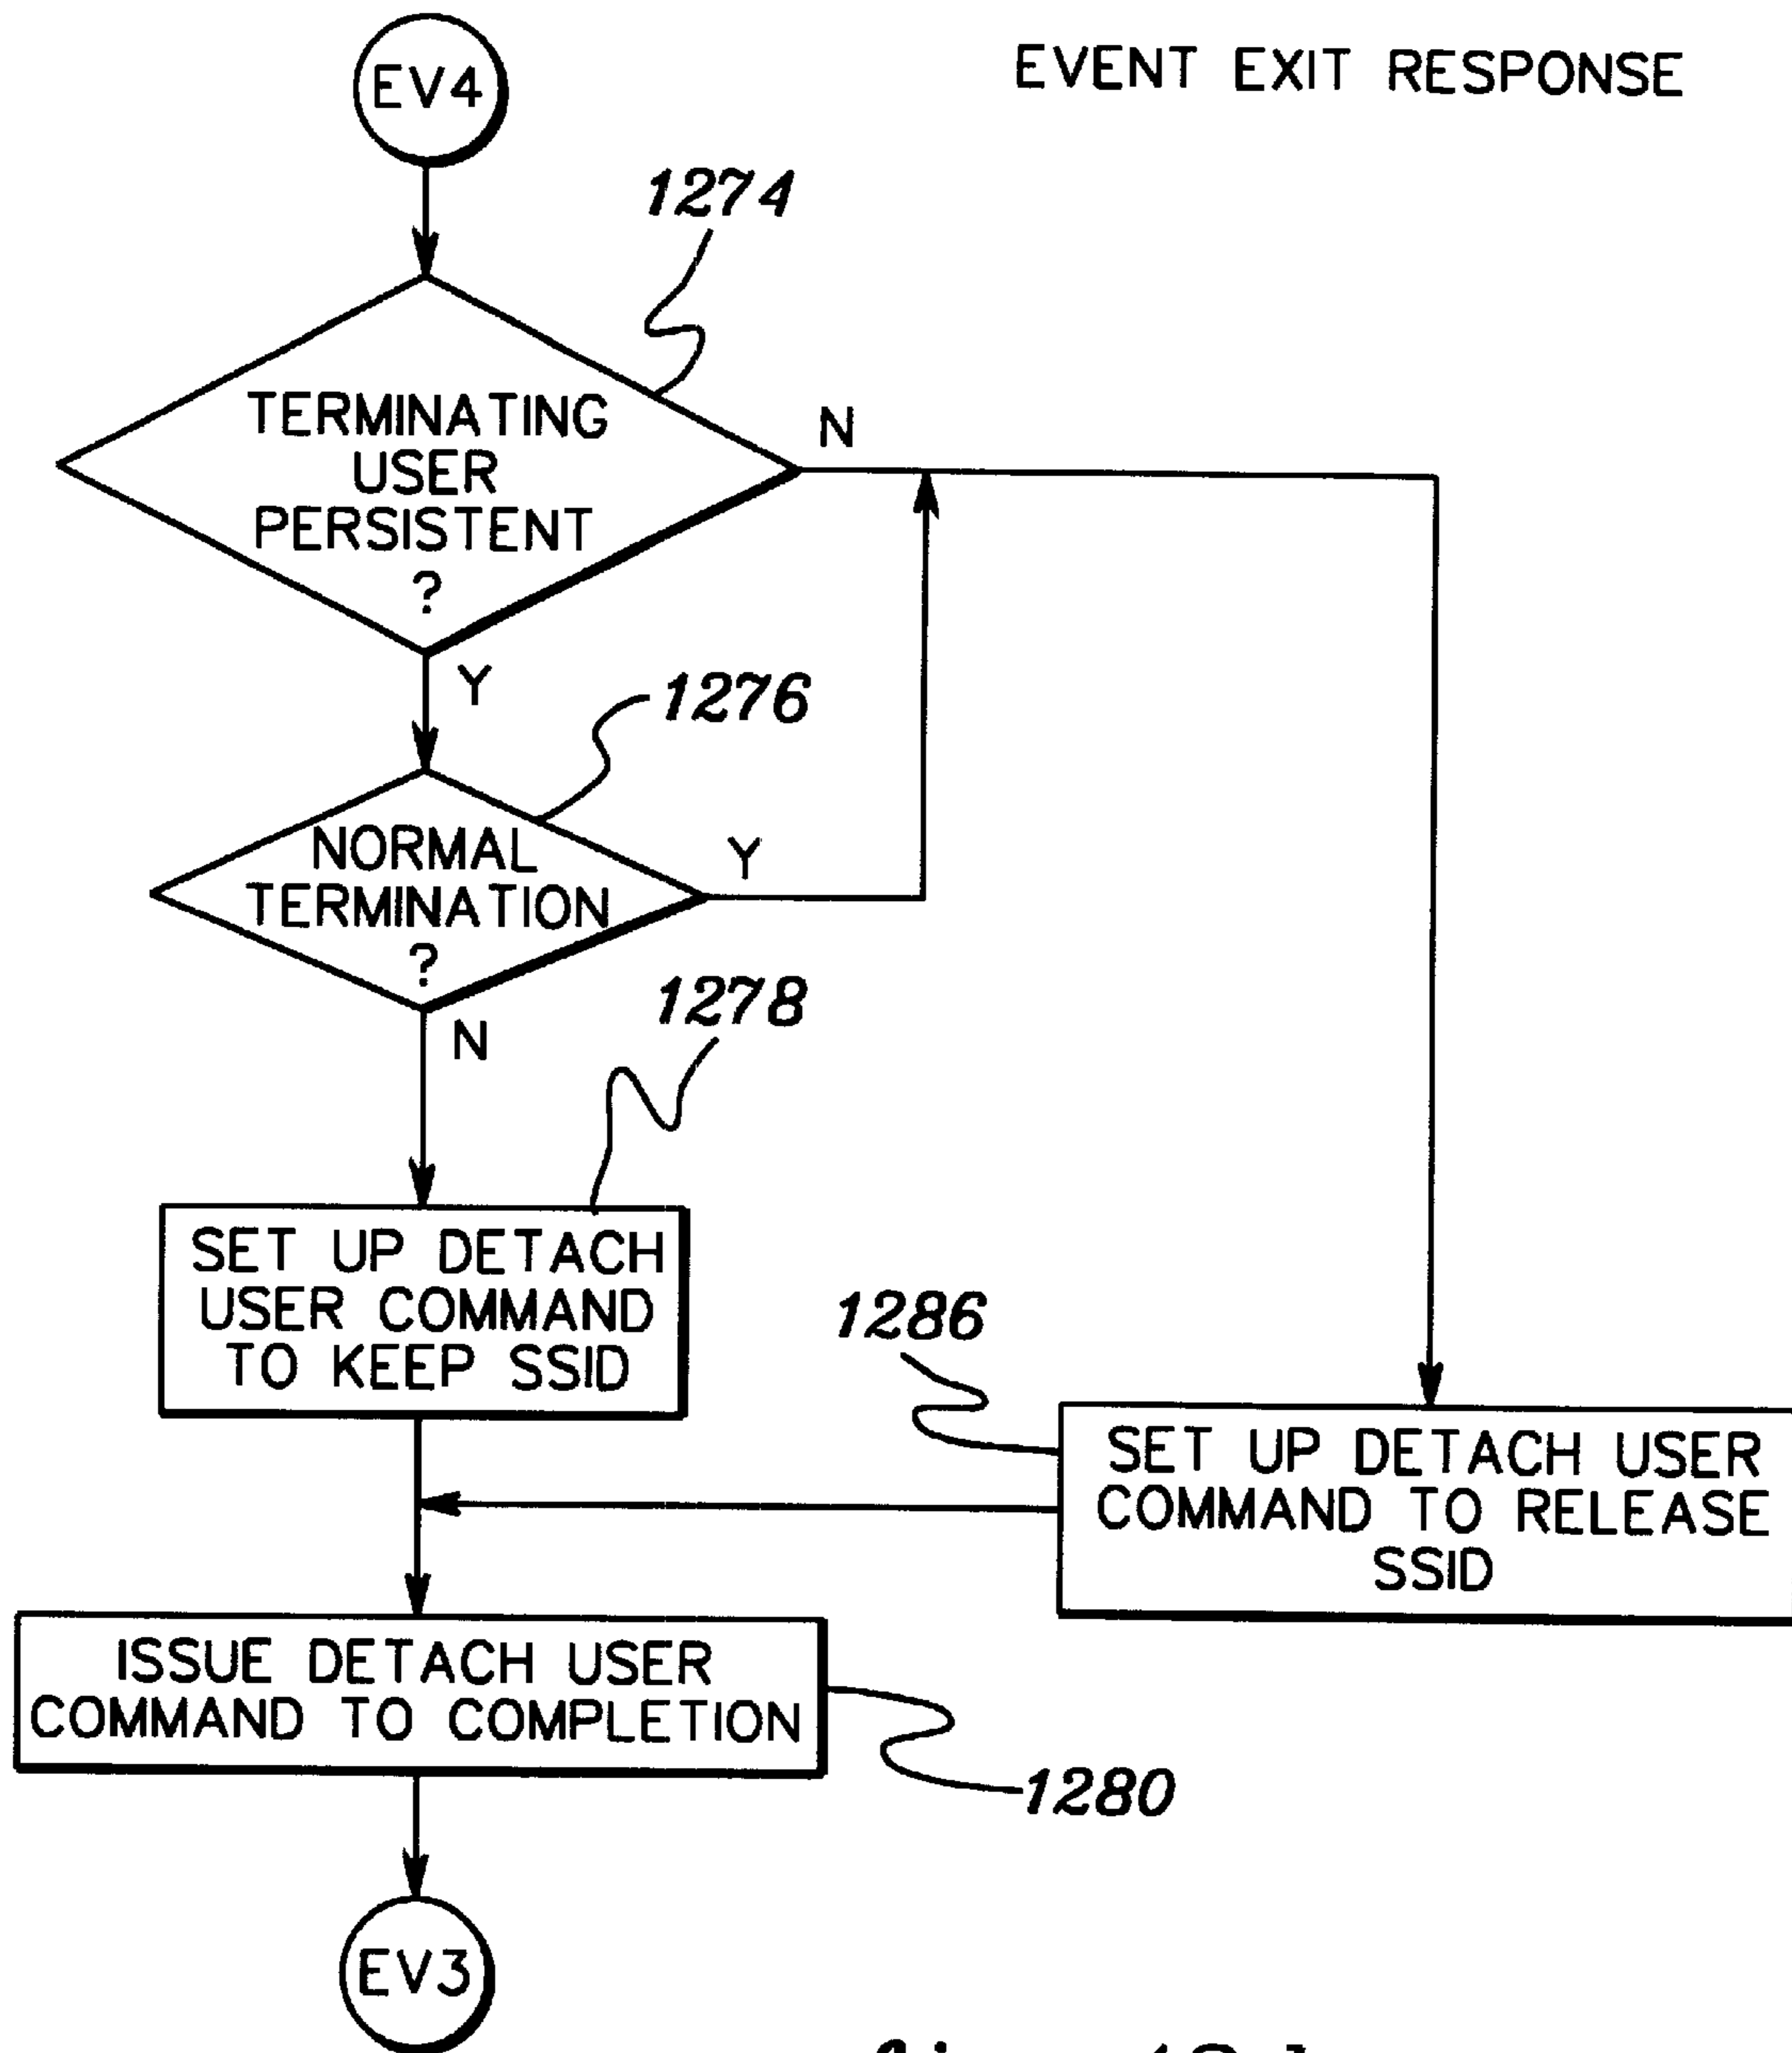 EV4
EVENT EXIT RESPONSE
1274
TERMINATING
USER
PERSISTENT
?
N
Y
1276
NORMAL
TERMINATION
?
Y
N
1278
SET UP DETACH
USER COMMAND
TO KEEP SSID
1286
SET UP DETACH USER
COMMAND TO RELEASE
SSID
ISSUE DETACH USER
COMMAND TO COMPLETION
1280
EV3